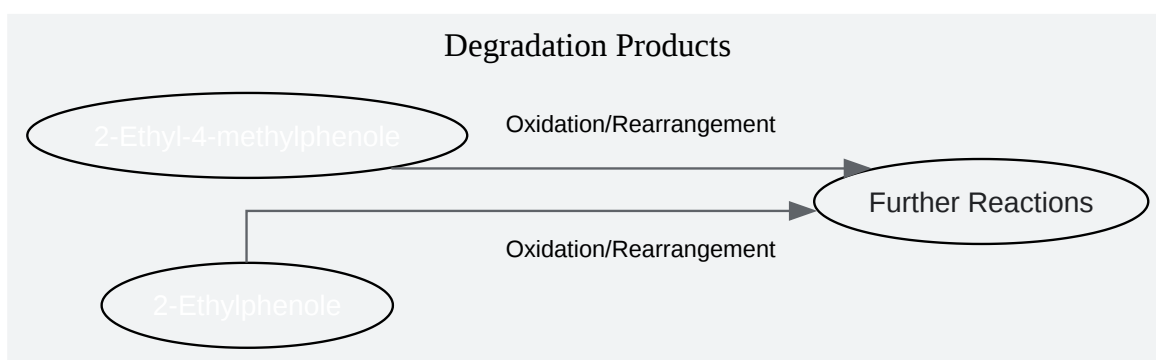 Degradation Products
2-Ethyl-4-methylphenole
Oxidation/Rearrangement
Further Reactions
Oxidation/Rearrangement
2-Ethylphenole